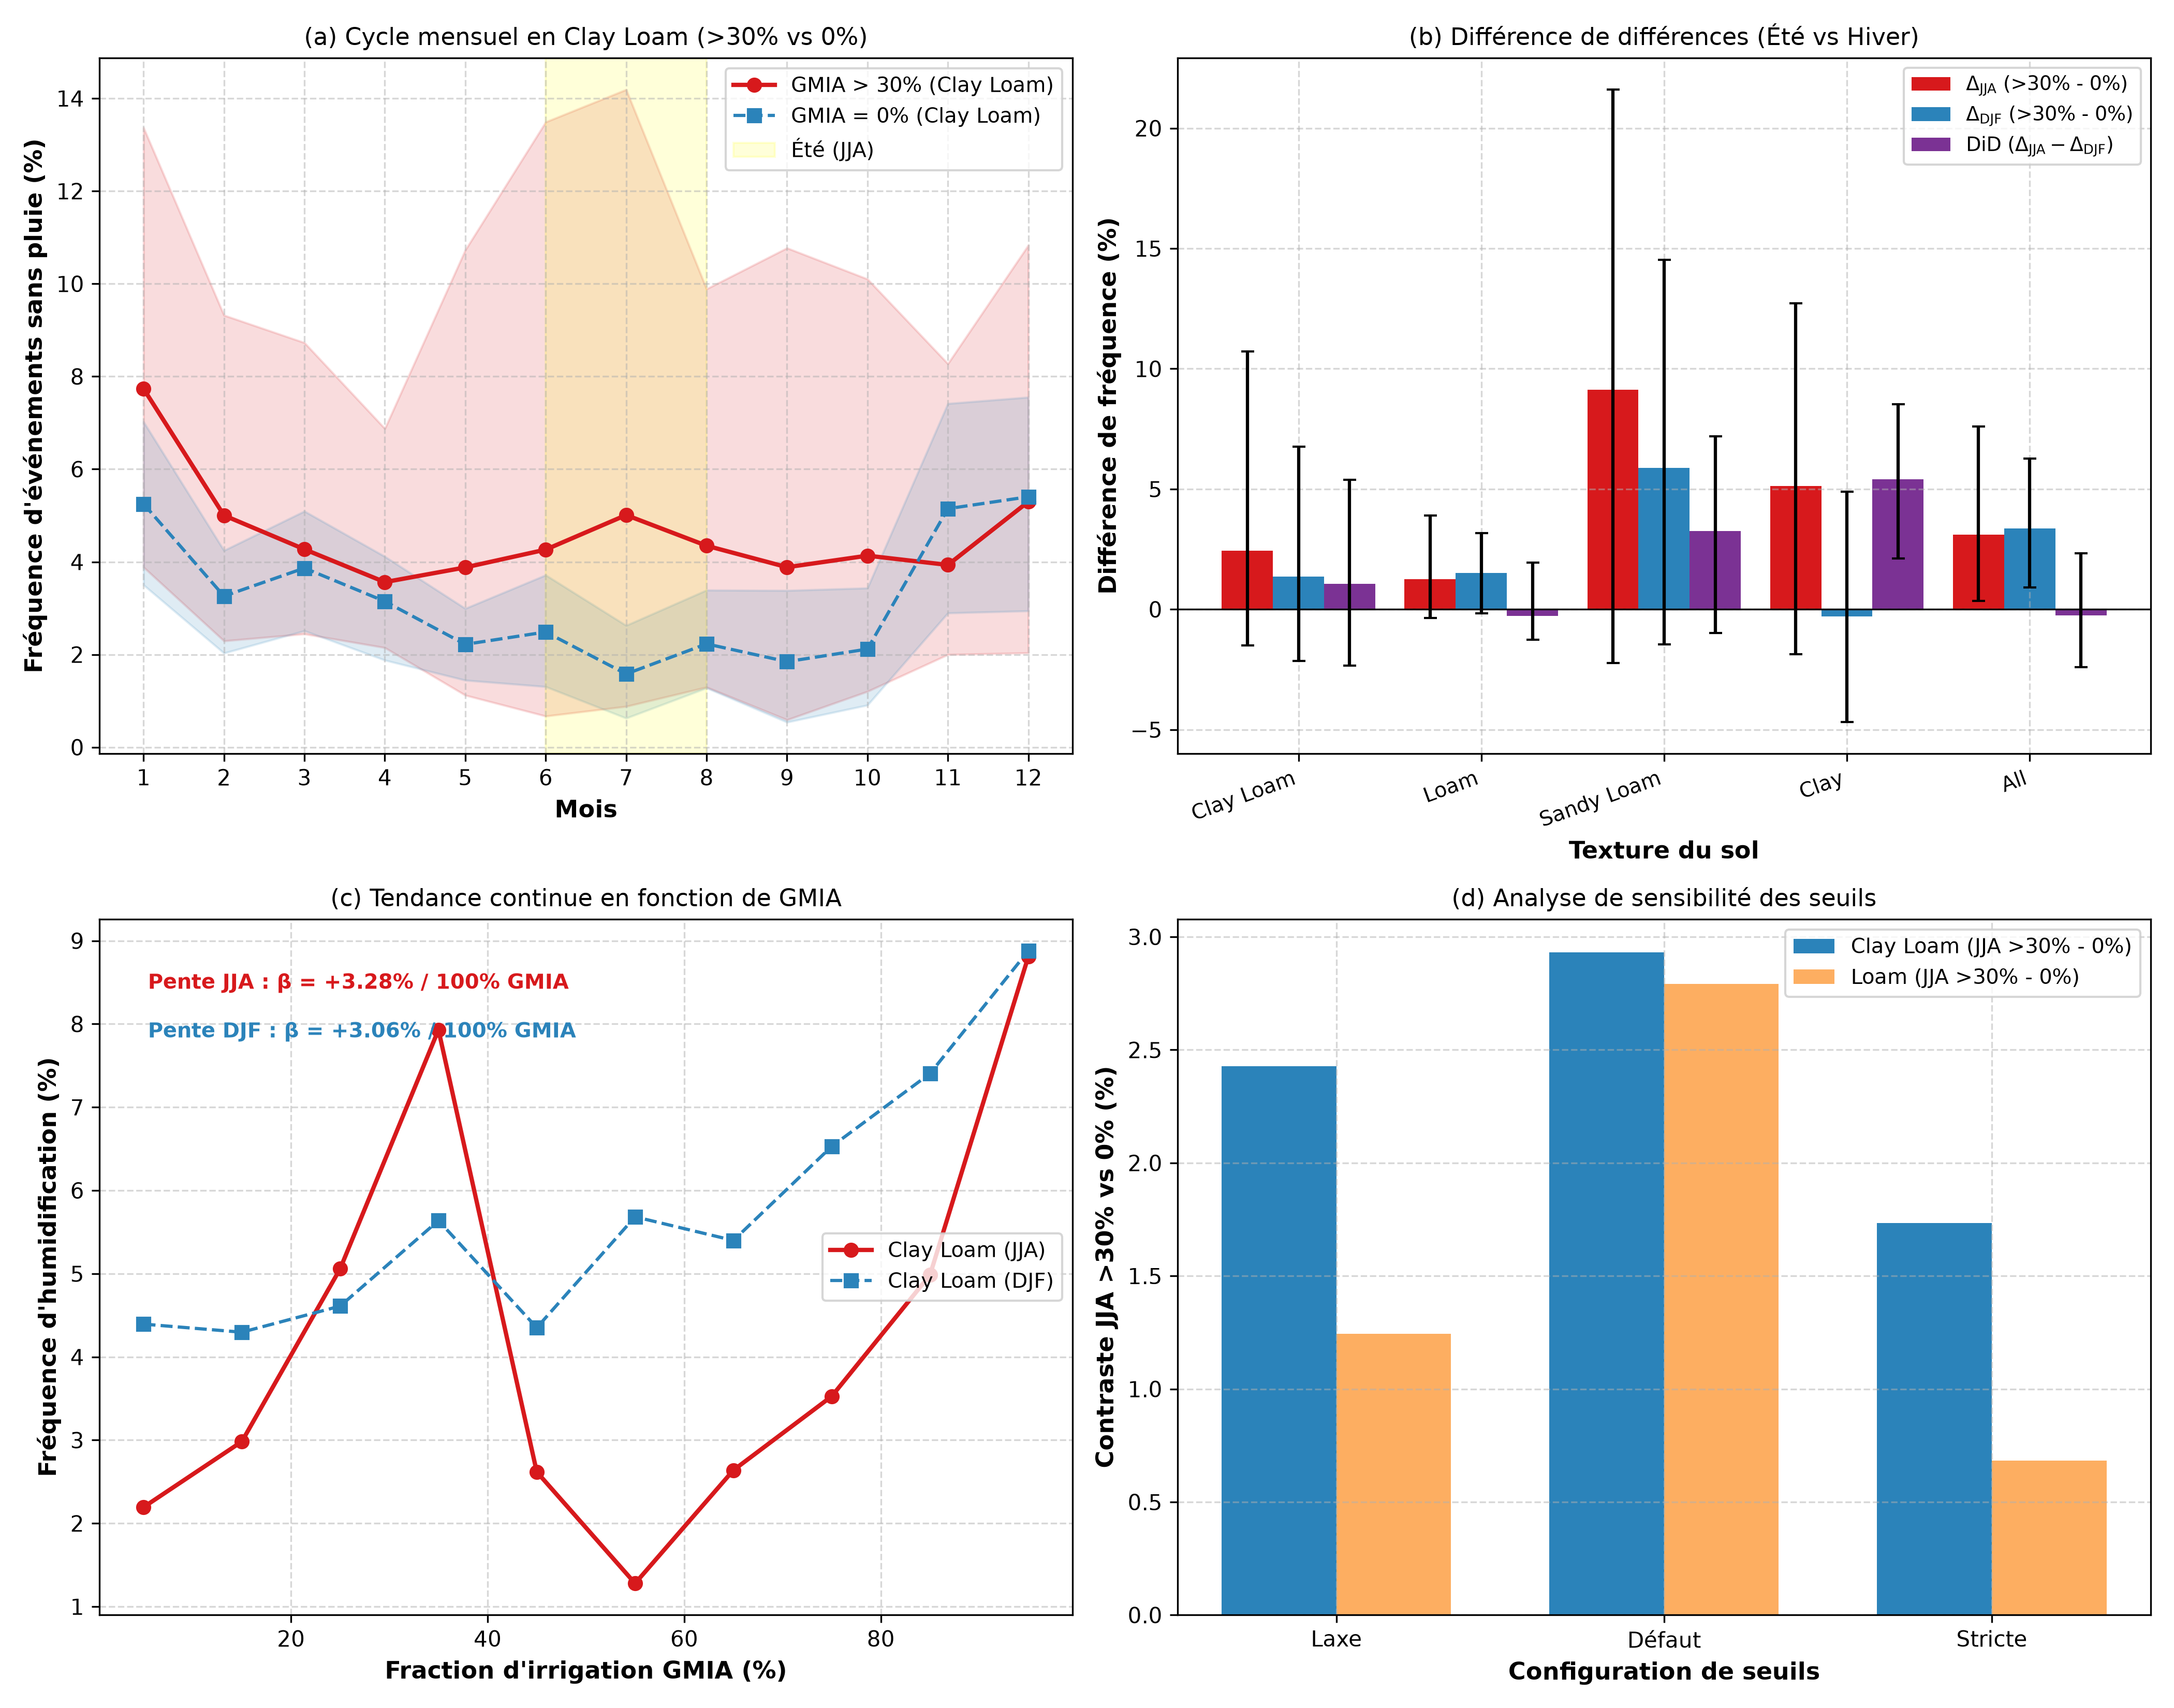 (a) Cycle mensuel en Clay Loam (>30% vs 0%)
GMIA > 30% (Clay Loam)
GMIA = 0% (Clay Loam)
Été (JJA)
Fréquence d'événements sans pluie (%)
14
12
10
8
6
4
2
0
1 2 3 4 5 6 7 8 9 10 11 12
Mois
(b) Différence de différences (Été vs Hiver)
Δ_JJA (>30% - 0%)
Δ_DJF (>30% - 0%)
DiD (Δ_JJA − Δ_DJF)
Différence de fréquence (%)
20
15
10
5
0
−5
Clay Loam Loam Sandy Loam Clay All
Texture du sol
(c) Tendance continue en fonction de GMIA
Pente JJA : β = +3.28% / 100% GMIA
Pente DJF : β = +3.06% / 100% GMIA
Clay Loam (JJA)
Clay Loam (DJF)
Fréquence d'humidification (%)
9
8
7
6
5
4
3
2
1
20 40 60 80
Fraction d'irrigation GMIA (%)
(d) Analyse de sensibilité des seuils
Clay Loam (JJA >30% - 0%)
Loam (JJA >30% - 0%)
Contraste JJA >30% vs 0% (%)
3.0
2.5
2.0
1.5
1.0
0.5
0.0
Laxe Défaut Stricte
Configuration de seuils